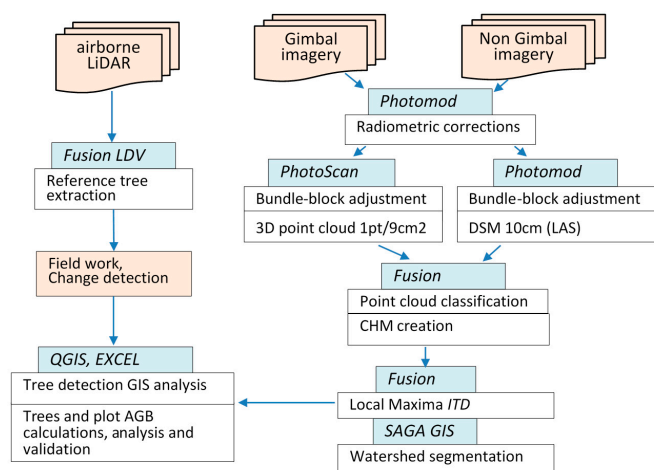 airborne
LiDAR
Gimbal
imagery
Non Gimbal
imagery
Photomod
Radiometric corrections
Fusion LDV
Reference tree
extraction
PhotoScan
Bundle-block adjustment
3D point cloud 1pt/9cm2
Photomod
Bundle-block adjustment
DSM 10cm (LAS)
Field work,
Change detection
Fusion
Point cloud classification
CHM creation
QGIS, EXCEL
Tree detection GIS analysis
Trees and plot AGB
calculations, analysis and
validation
Fusion
Local Maxima ITD
SAGA GIS
Watershed segmentation